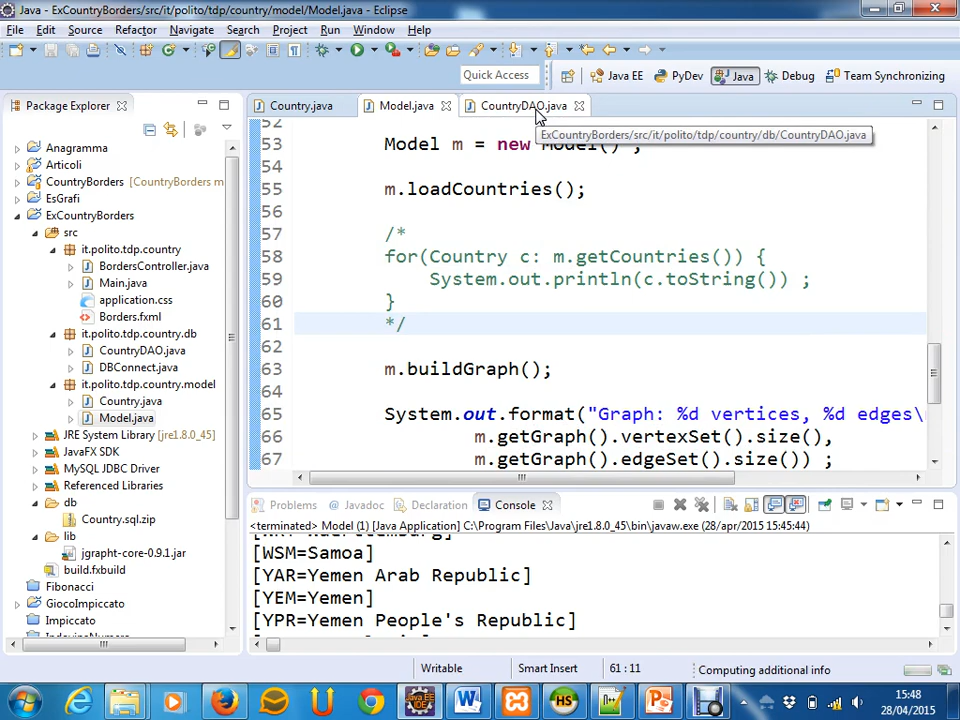 Java - ExCountryBorders/src/it/polito/tdp/country/model/Model.java - Eclipse
File Edit Source Refactor Navigate Search Project Run Window Help
Quick Access Java EE PyDev Java Debug Team Synchronizing
Package Explorer
Country.java Model.java CountryDAO.java
ExCountryBorders/src/it/polito/tdp/country/db/CountryDAO.java
Anagramma
Articoli
CountryBorders [CountryBorders m
EsGrafi
ExCountryBorders
src
it.polito.tdp.country
BordersController.java
Main.java
application.css
Borders.fxml
it.polito.tdp.country.db
CountryDAO.java
DBConnect.java
it.polito.tdp.country.model
Country.java
Model.java
JRE System Library [jre1.8.0_45]
JavaFX SDK
MySQL JDBC Driver
Referenced Libraries
db
Country.sql.zip
lib
jgrapht-core-0.9.1.jar
build.fxbuild
Fibonacci
GiocoImpiccato
Impiccato
52
53 Model m = new Model() ;
54
55 m.loadCountries();
56
57 /*
58 for(Country c: m.getCountries()) {
59 System.out.println(c.toString()) ;
60 }
61 */
62
63 m.buildGraph();
64
65 System.out.format("Graph: %d vertices, %d edges\
66 m.getGraph().vertexSet().size(),
67 m.getGraph().edgeSet().size()) ;
Problems Javadoc Declaration Console
<terminated> Model (1) [Java Application] C:\Program Files\Java\jre1.8.0_45\bin\javaw.exe (28/apr/2015 15:45:44)
[WSM=Samoa]
[YAR=Yemen Arab Republic]
[YEM=Yemen]
[YPR=Yemen People's Republic]
Writable Smart Insert 61 : 11 Computing additional info
15:48
28/04/2015